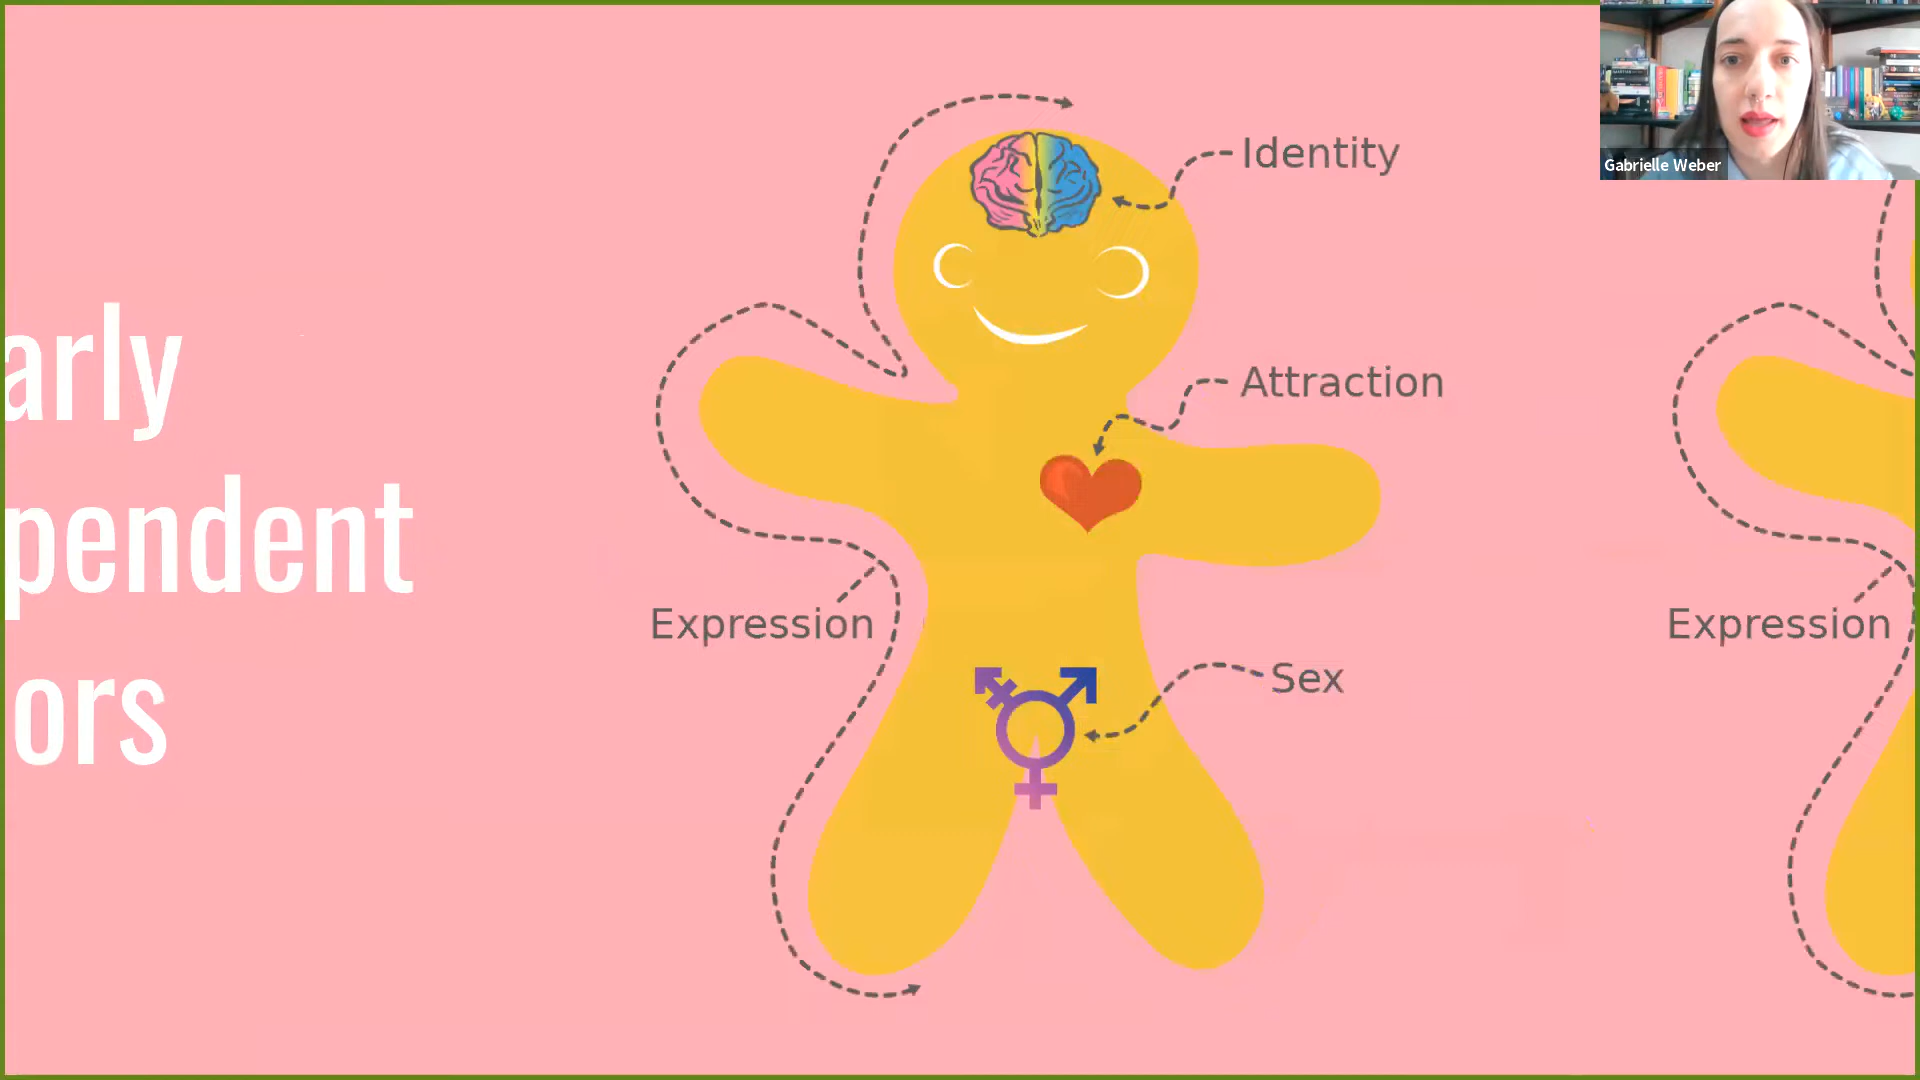 arly
pendent
ors
Identity
Attraction
Expression
Sex
Expression
Gabrielle Weber